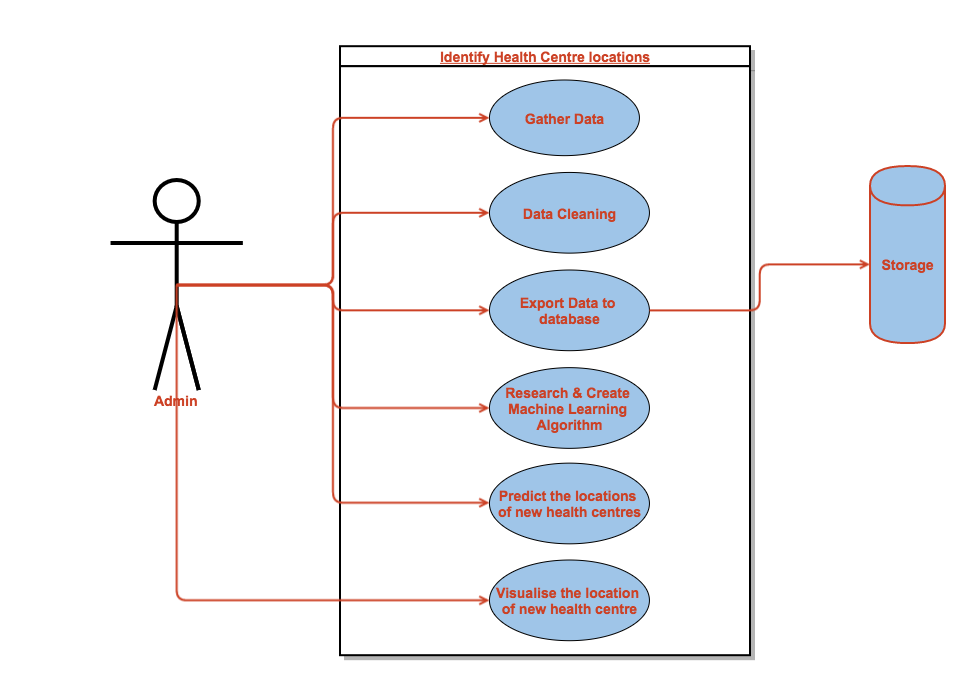 Identify Health Centre locations
Gather Data
Data Cleaning
Export Data to
database
Storage
Research & Create
Machine Learning
Algorithm
Admin
Predict the locations
of new health centres
Visualise the location
of new health centre